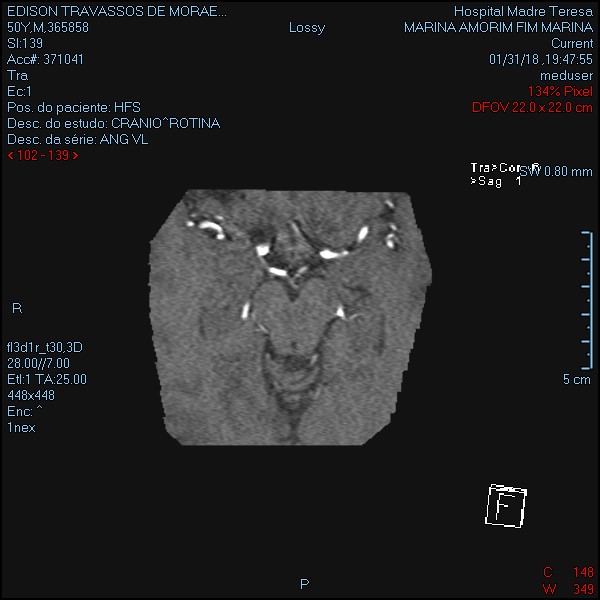 EDISON TRAVASSOS DE MORAE...
50Y,M,365858
SI:139
Acc#: 371041
Tra
Ec:1
Pos. do paciente: HFS
Desc. do estudo: CRANIO^ROTINA
Desc. da série: ANG VL
< 102 - 139 >
Lossy
Hospital Madre Teresa
MARINA AMORIM FIM MARINA
Current
01/31/18 ,19:47:55
meduser
134% Pixel
DFOV 22.0 x 22.0 cm
Tra>Cor
SW 0.80 mm
>Sag 1
R
fl3d1r_t30,3D
28.00//7.00
Etl:1 TA:25.00
448x448
Enc: ^
1nex
5 cm
F
P
C 148
W 349